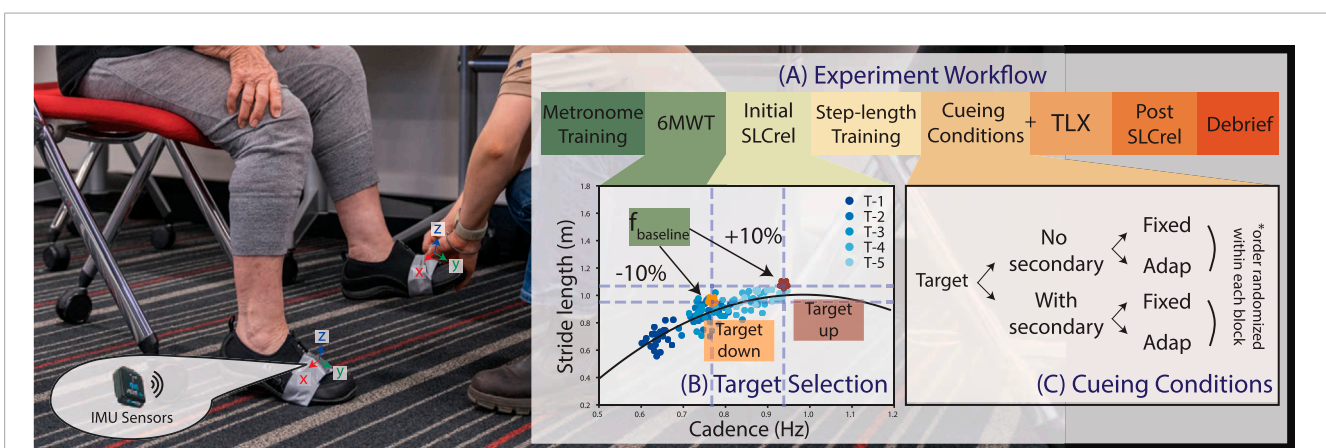 (A) Experiment Workflow
Metronome
Training
6MWT
Initial
SLCrel
Step-length
Training
Cueing
Conditions
+
TLX
Post
SLCrel
Debrief
1.8
1.6
1.4
1.2
1.0
0.8
0.6
0.4
0.2
Stride length (m)
f baseline
+10%
-10%
T-1
T-2
T-3
T-4
T-5
Target
down
Target
up
(B) Target Selection
0.5 0.6 0.7 0.8 0.9 1.0 1.1 1.2
Cadence (Hz)
Target
No
secondary
With
secondary
Fixed
Adap
Fixed
Adap
*order randomized
within each block
(C) Cueing Conditions
z
x
y
z
x
y
IMU Sensors